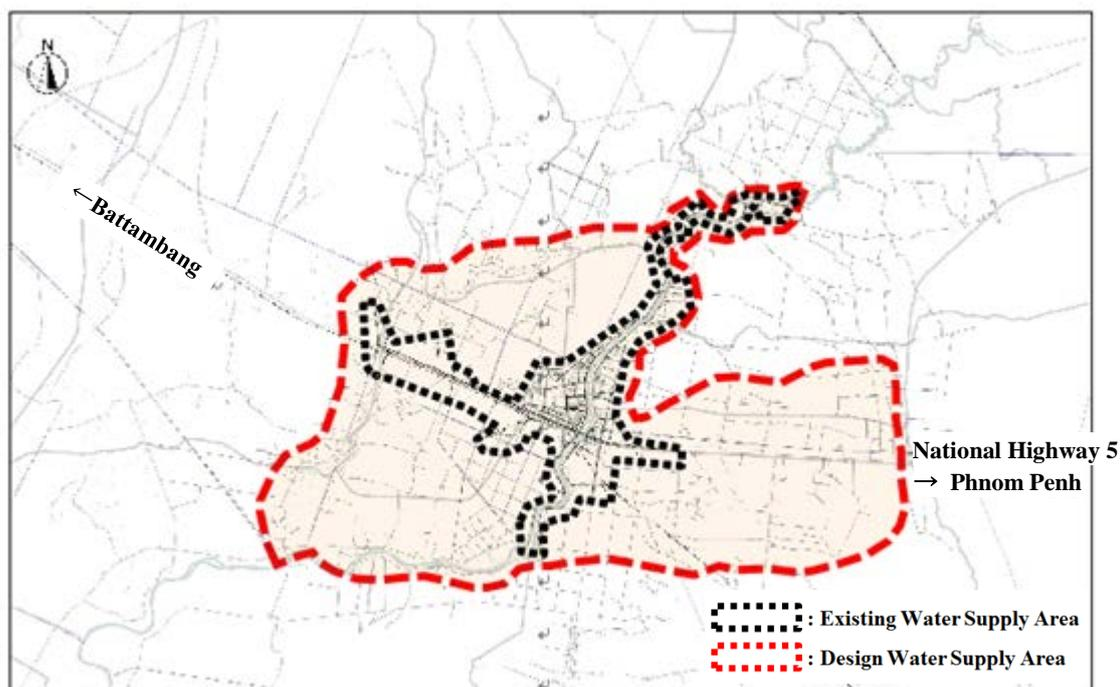 N
←Battambang
National Highway 5
→ Phnom Penh
: Existing Water Supply Area
: Design Water Supply Area